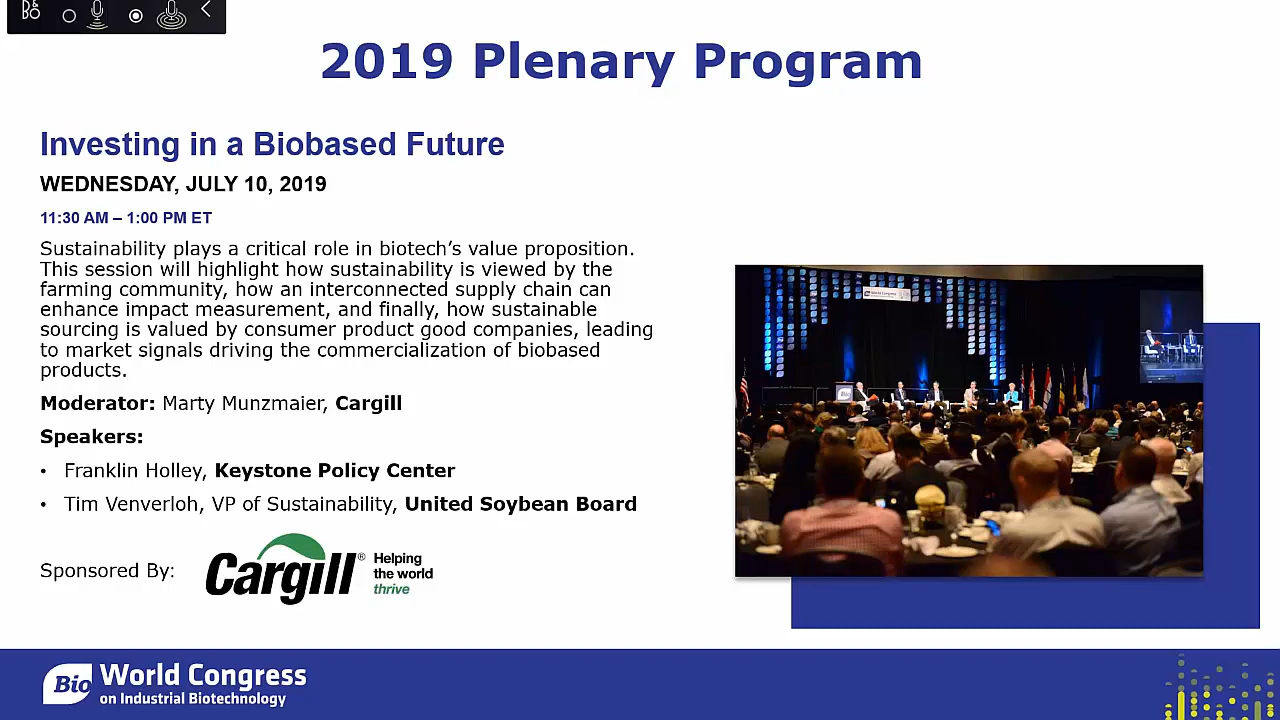 2019 Plenary Program
Investing in a Biobased Future
WEDNESDAY, JULY 10, 2019
11:30 AM – 1:00 PM ET
Sustainability plays a critical role in biotech’s value proposition.
This session will highlight how sustainability is viewed by the
farming community, how an interconnected supply chain can
enhance impact measurement, and finally, how sustainable
sourcing is valued by consumer product good companies, leading
to market signals driving the commercialization of biobased
products.
Moderator: Marty Munzmaier, Cargill
Speakers:
• Franklin Holley, Keystone Policy Center
• Tim Venverloh, VP of Sustainability, United Soybean Board
Sponsored By:
Cargill®
Helping
the world
thrive
World Congress
Bio
Bio
World Congress
on Industrial Biotechnology